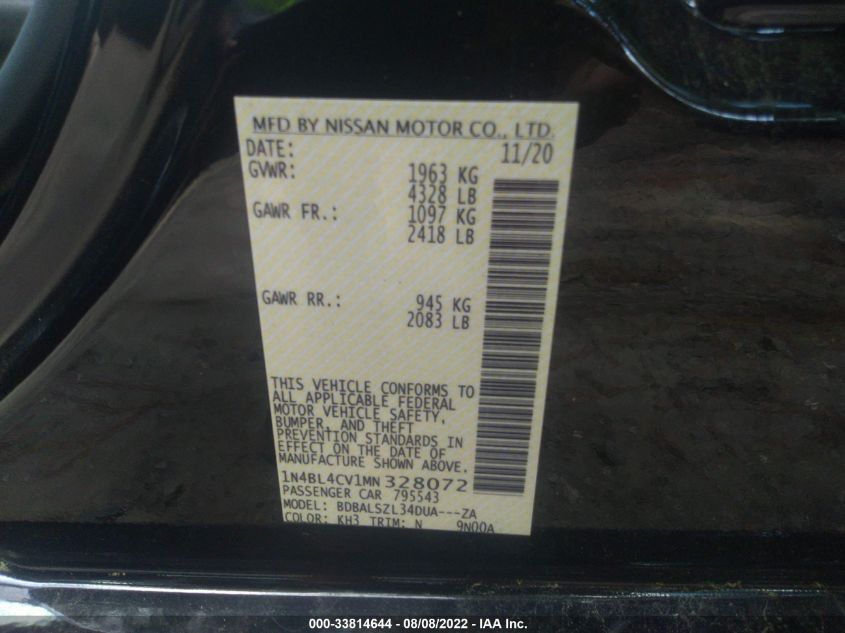 MFD BY NISSAN MOTOR CO., LTD.
DATE: 11/20
GVWR: 1963 KG
4328 LB
GAWR FR.: 1097 KG
2418 LB
GAWR RR.: 945 KG
2083 LB
THIS VEHICLE CONFORMS TO
ALL APPLICABLE FEDERAL
MOTOR VEHICLE SAFETY,
BUMPER, AND THEFT
PREVENTION STANDARDS IN
EFFECT ON THE DATE OF
MANUFACTURE SHOWN ABOVE.
1N4BL4CV1MN328072
PASSENGER CAR 795543
MODEL: BDBALSZL34DUA---ZA
COLOR: KH3 TRIM: N 9N00A
000-33814644 - 08/08/2022 - IAA Inc.